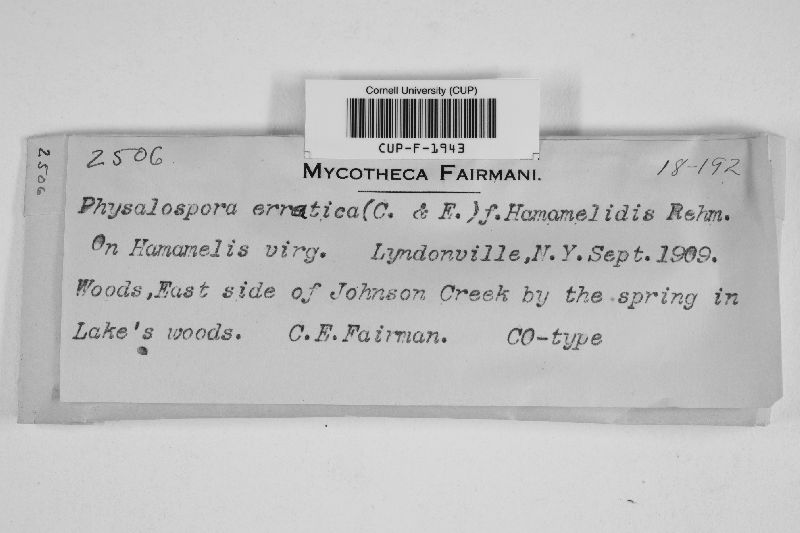 Cornell University (CUP)
CUP-F-1943
2506
2506
18-192
MYCOTHECA FAIRMANI.
Physalospora erratica(C. & E.)f.Hamamelidis Rehm.
On Hamamelis virg. Lyndonville,N.Y.Sept.1909.
Woods,East side of Johnson Creek by the spring in
Lake's woods. C.E.Fairman. CO-type